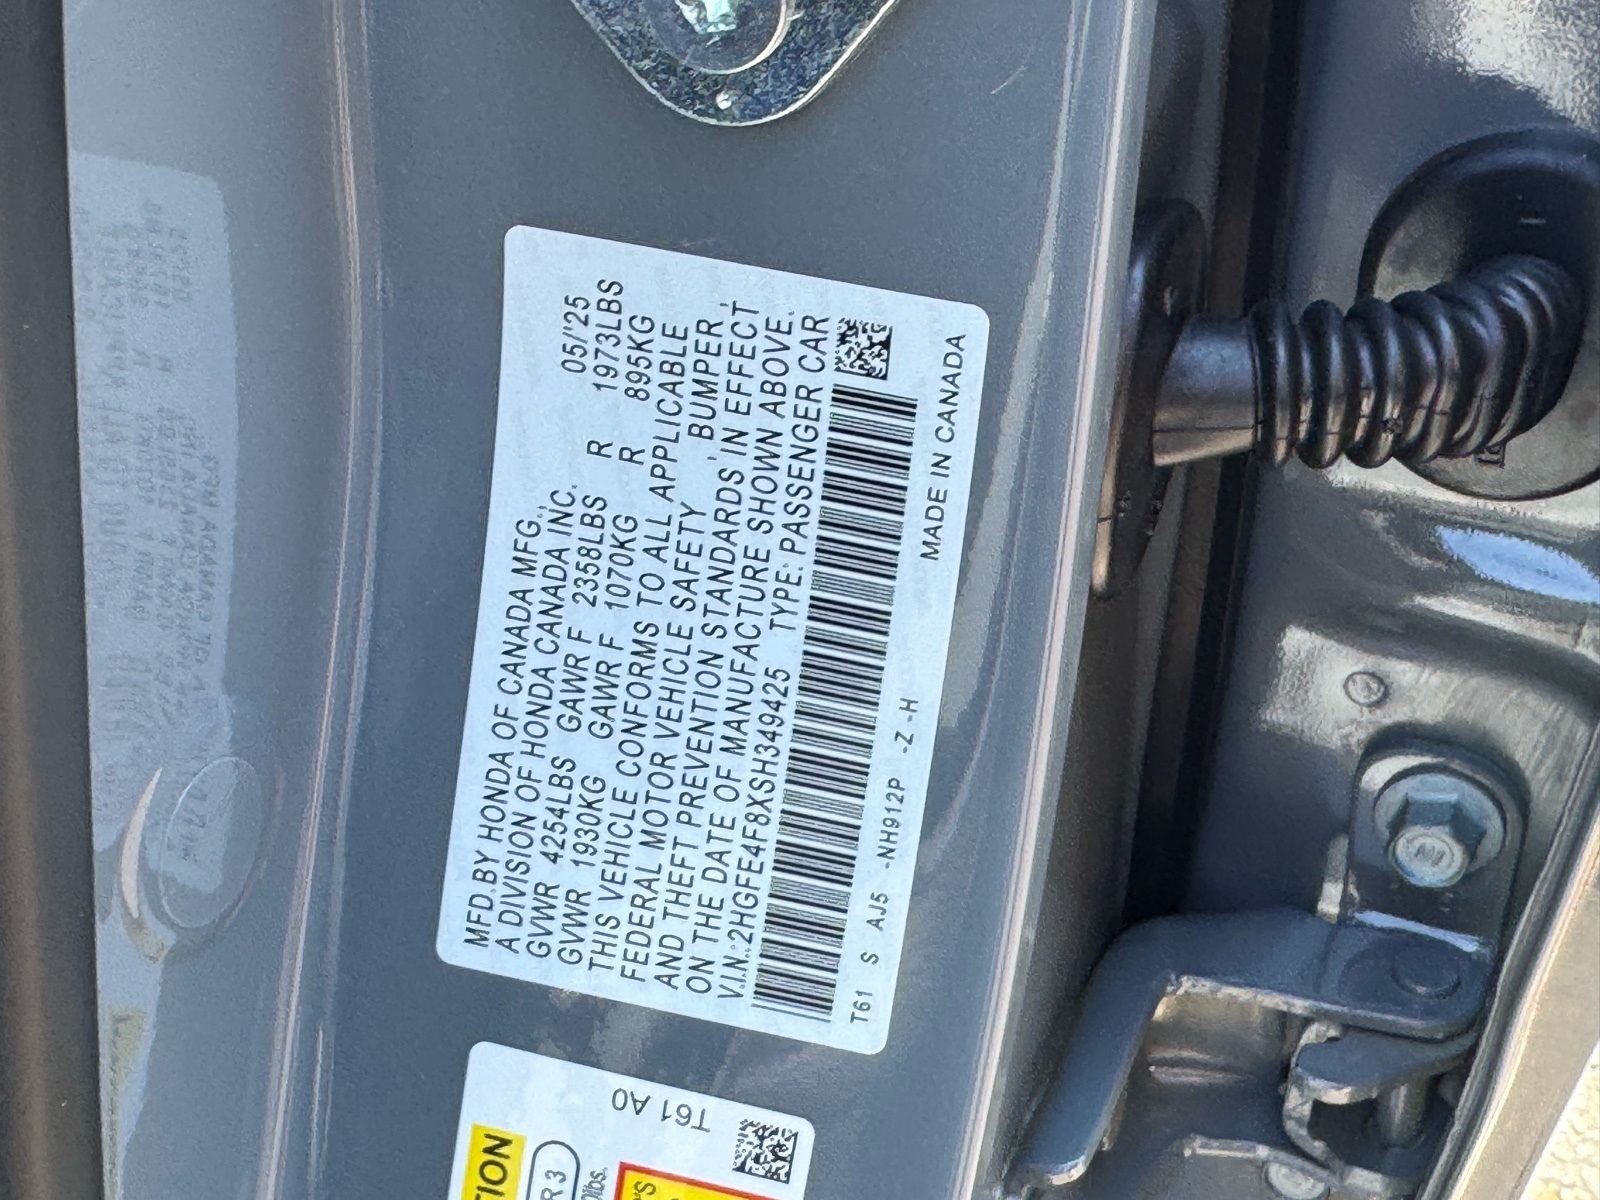 MFD.BY HONDA OF CANADA MFG.,
A DIVISION OF HONDA CANADA INC. 05/'25
GVWR 4254LBS GAWR F 2358LBS R 1973LBS
GVWR 1930KG GAWR F 1070KG R 895KG
THIS VEHICLE CONFORMS TO ALL APPLICABLE
FEDERAL MOTOR VEHICLE SAFETY , BUMPER ,
AND THEFT PREVENTION STANDARDS IN EFFECT
ON THE DATE OF MANUFACTURE SHOWN ABOVE.
V.I.N.:2HGFE4F8XSH349425 TYPE: PASSENGER CAR
T61 S AJ5 -NH912P -Z -H
MADE IN CANADA
TION
R3
lbs.
T61 A0